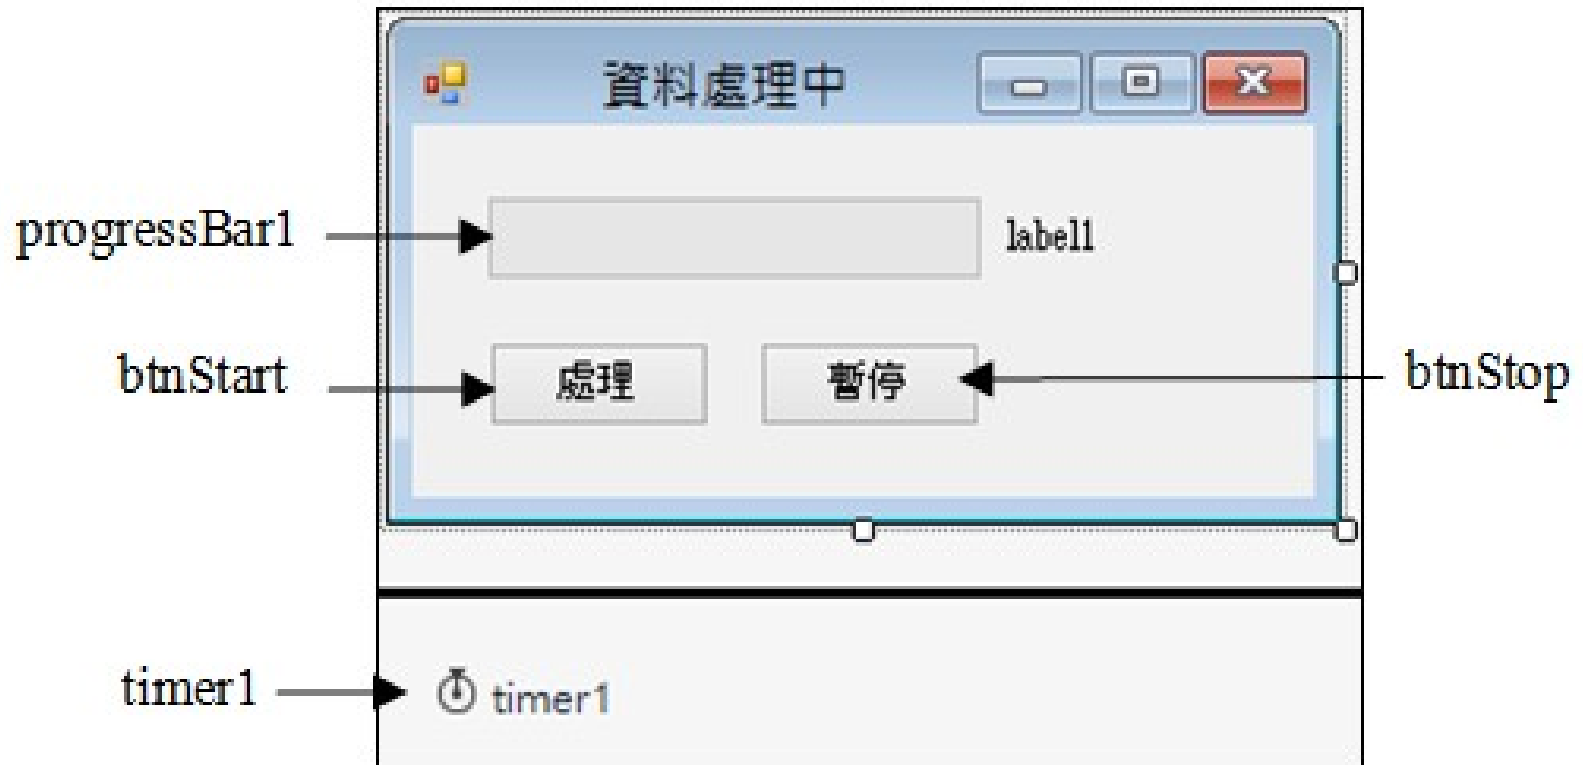 資料處理中
progressBar1
label1
btnStart
處理
暫停
btnStop
timer1
timer1